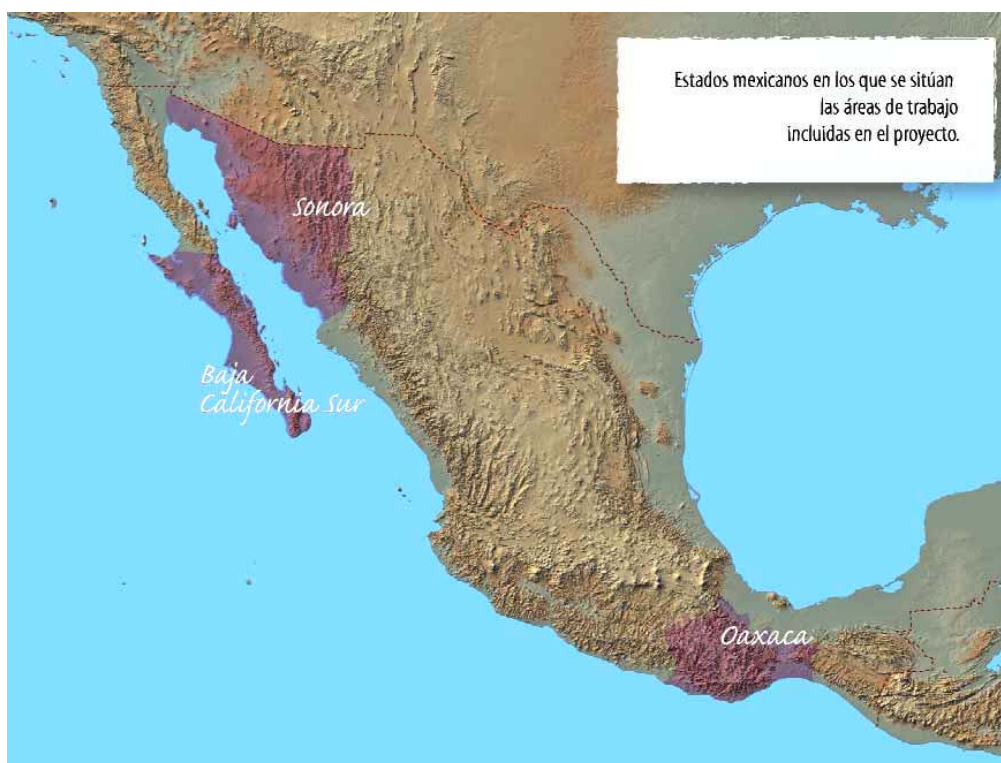 Estados mexicanos en los que se sitúan
las áreas de trabajo
incluidas en el proyecto.
Sonora
Baja
California Sur
Oaxaca